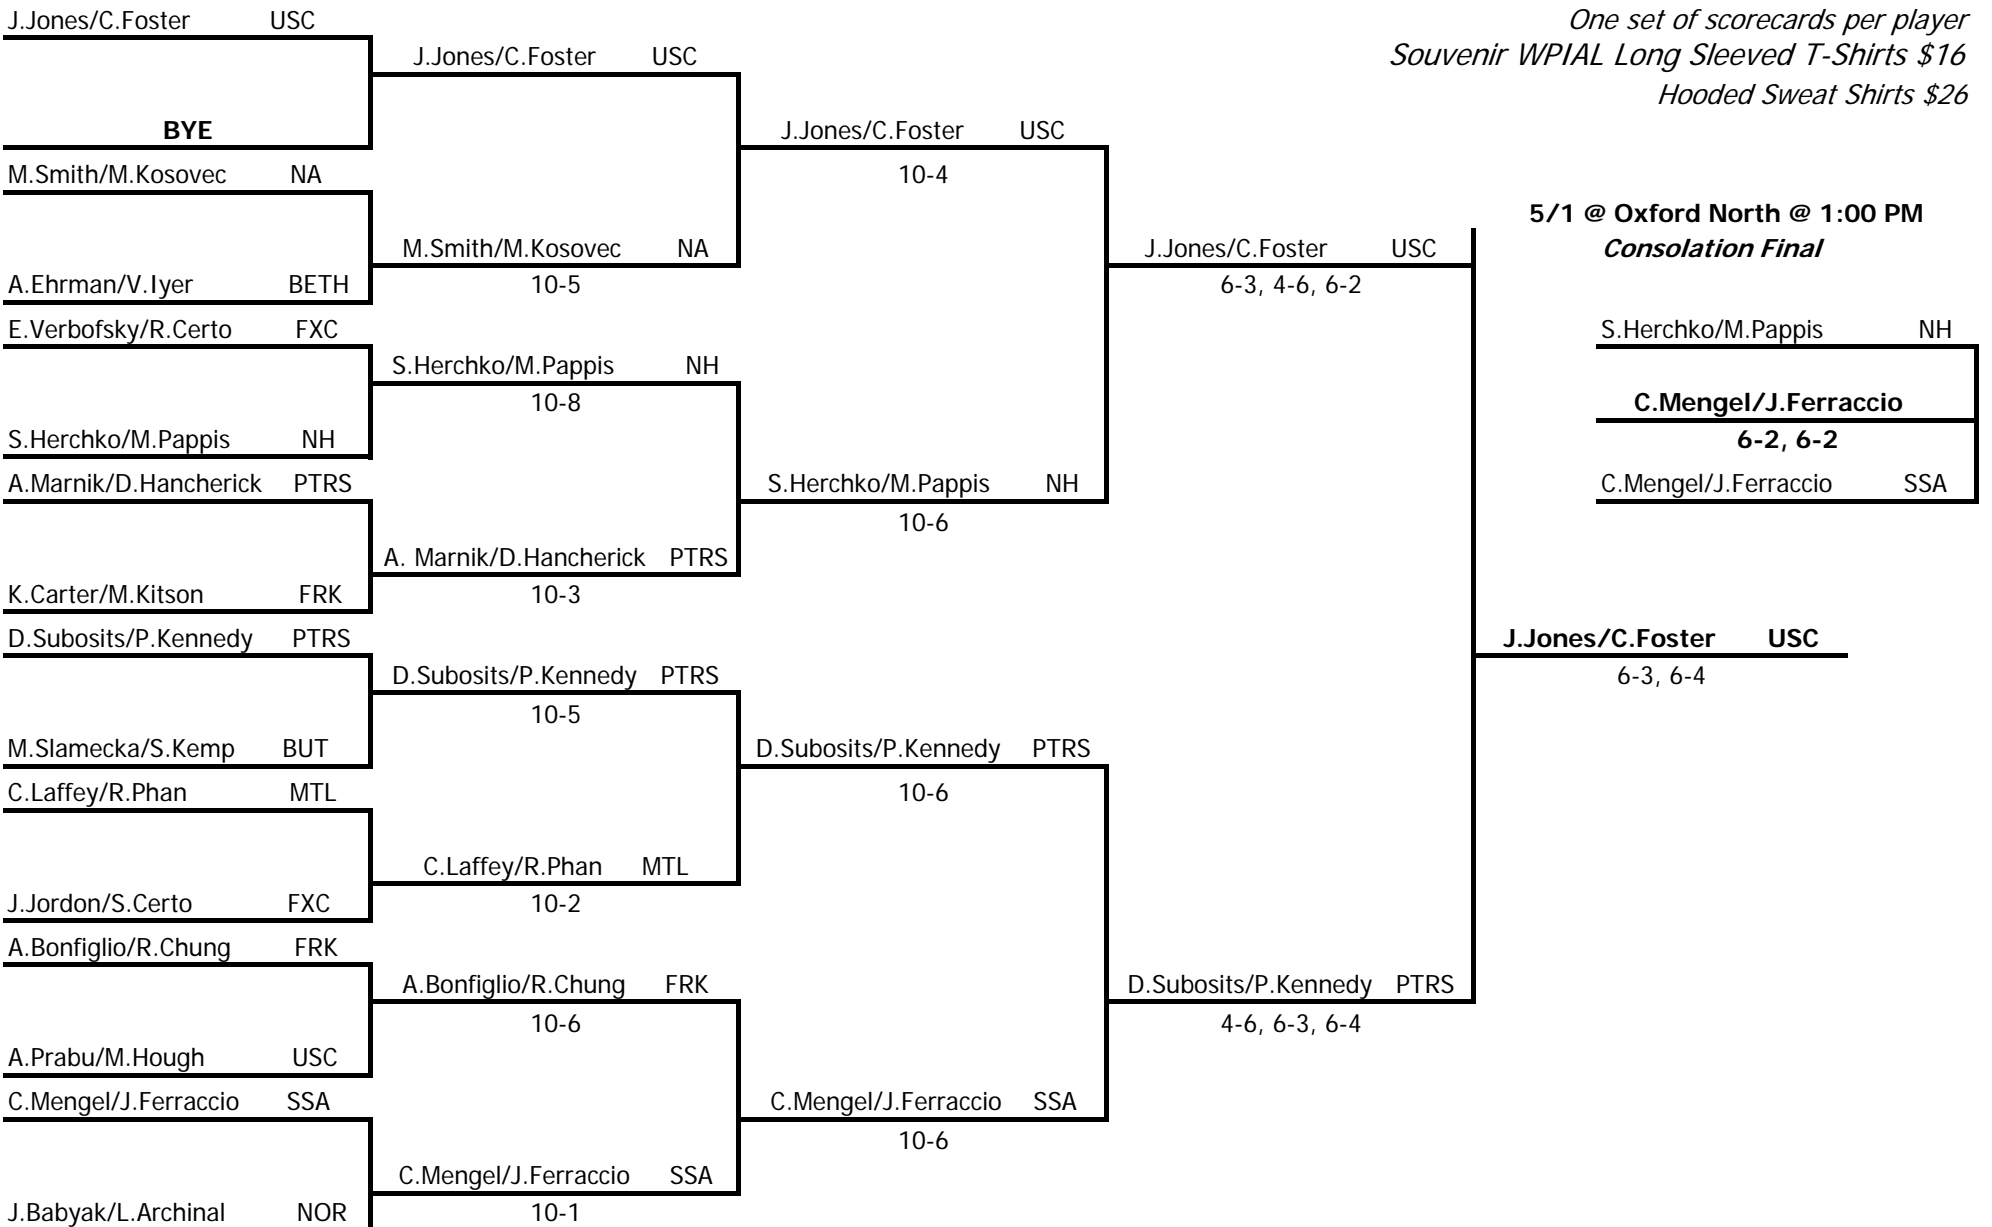 J.Jones/C.Foster USC
BYE
M.Smith/M.Kosovec NA
A.Ehrman/V.Iyer BETH
E.Verbofsky/R.Certo FXC
S.Herchko/M.Pappis NH
A.Marnik/D.Hancherick PTRS
K.Carter/M.Kitson FRK
D.Subosits/P.Kennedy PTRS
M.Slamecka/S.Kemp BUT
C.Laffey/R.Phan MTL
J.Jordon/S.Certo FXC
A.Bonfiglio/R.Chung FRK
A.Prabu/M.Hough USC
C.Mengel/J.Ferraccio SSA
J.Babyak/L.Archinal NOR
J.Jones/C.Foster USC
M.Smith/M.Kosovec NA
10-5
S.Herchko/M.Pappis NH
10-8
A. Marnik/D.Hancherick PTRS
10-3
D.Subosits/P.Kennedy PTRS
10-5
C.Laffey/R.Phan MTL
10-2
A.Bonfiglio/R.Chung FRK
10-6
C.Mengel/J.Ferraccio SSA
10-1
J.Jones/C.Foster USC
10-4
S.Herchko/M.Pappis NH
10-6
D.Subosits/P.Kennedy PTRS
10-6
C.Mengel/J.Ferraccio SSA
10-6
J.Jones/C.Foster USC
6-3, 4-6, 6-2
D.Subosits/P.Kennedy PTRS
4-6, 6-3, 6-4
J.Jones/C.Foster USC
6-3, 6-4
One set of scorecards per player
Souvenir WPIAL Long Sleeved T-Shirts $16
Hooded Sweat Shirts $26
5/1 @ Oxford North @ 1:00 PM
Consolation Final
S.Herchko/M.Pappis NH
C.Mengel/J.Ferraccio
6-2, 6-2
C.Mengel/J.Ferraccio SSA